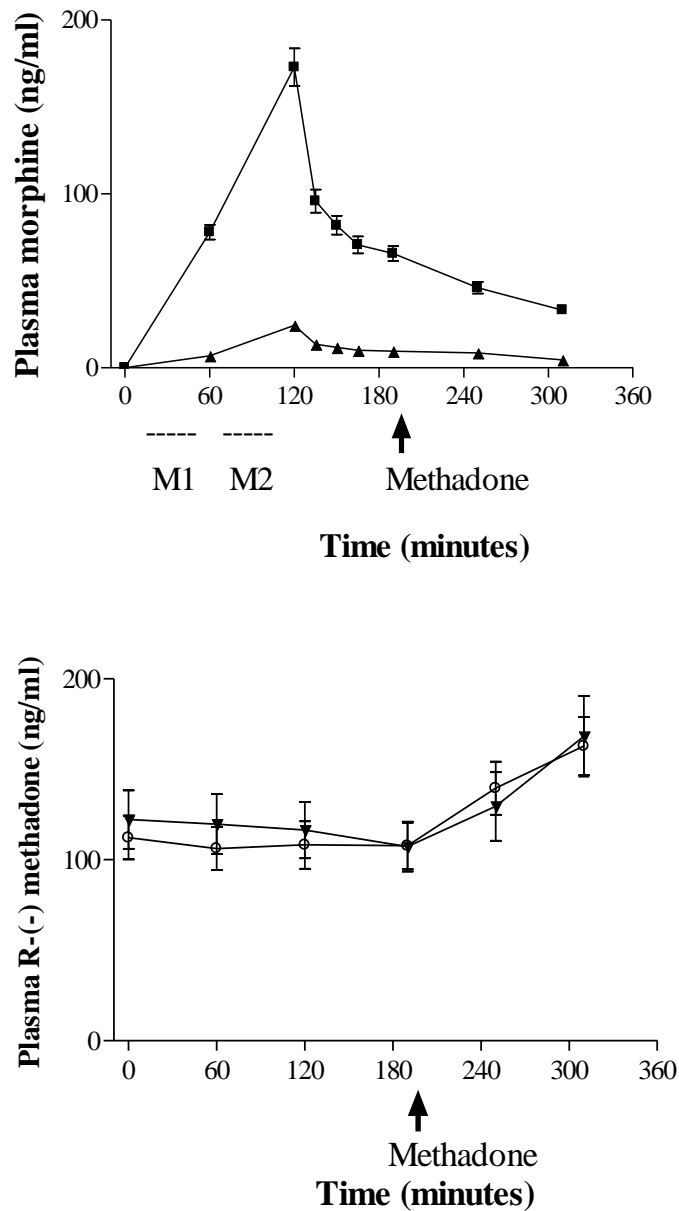 Plasma morphine (ng/ml)
200
100
0
0 60 120 180 240 300 360
M1 M2 Methadone
Time (minutes)
Plasma R-(-) methadone (ng/ml)
200
100
0
0 60 120 180 240 300 360
Methadone
Time (minutes)